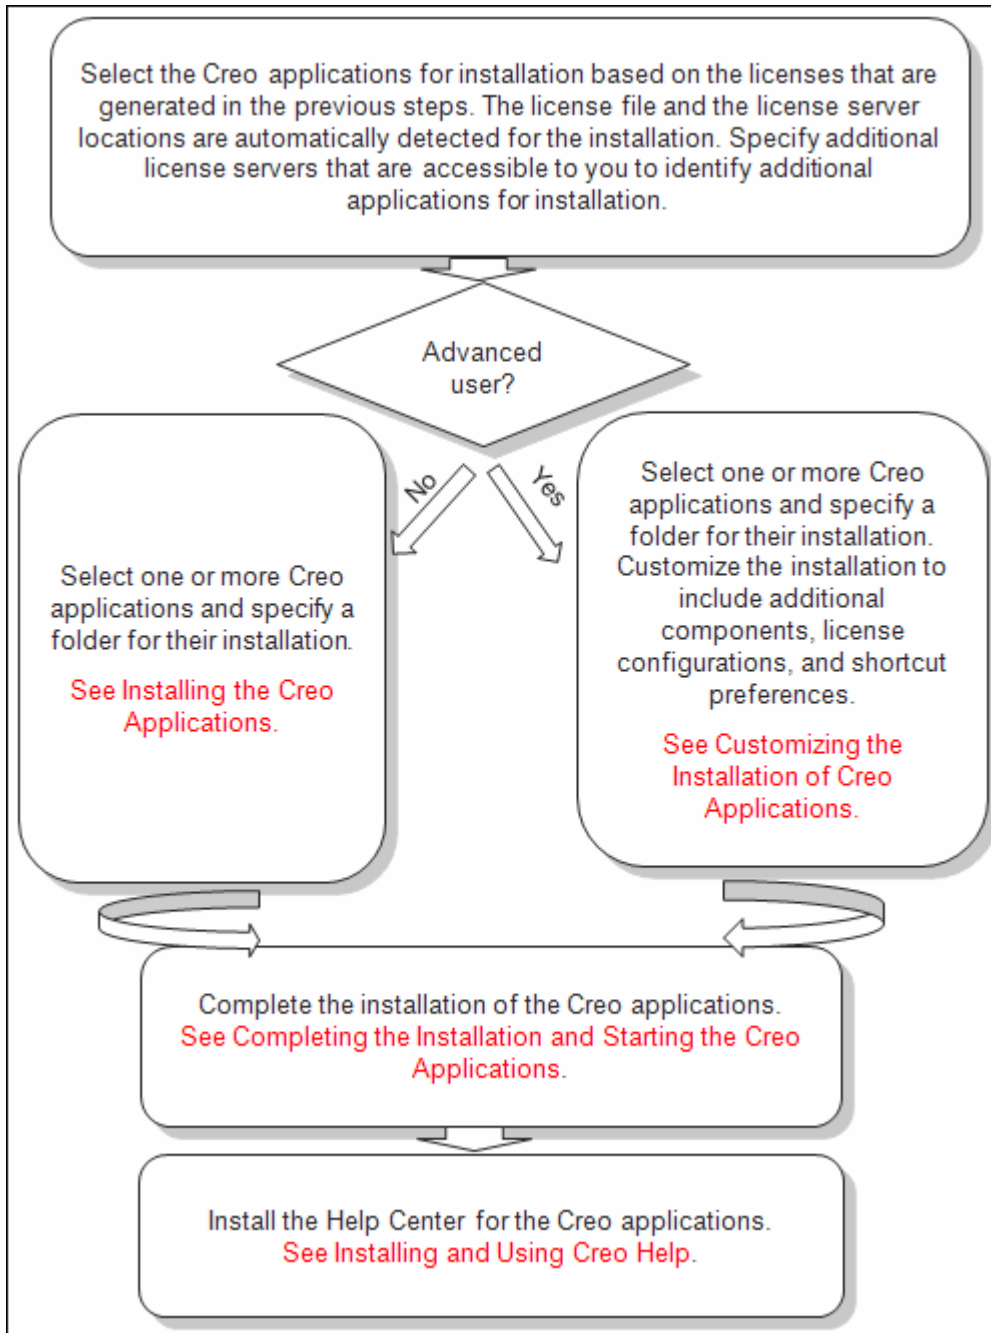 Select the Creo applications for installation based on the licenses that are
generated in the previous steps. The license file and the license server
locations are automatically detected for the installation. Specify additional
license servers that are accessible to you to identify additional
applications for installation.
Advanced
user?
No
Yes
Select one or more Creo
applications and specify a
folder for their installation.
See Installing the Creo
Applications.
Select one or more Creo
applications and specify a
folder for their installation.
Customize the installation to
include additional
components, license
configurations, and shortcut
preferences.
See Customizing the
Installation of Creo
Applications.
Complete the installation of the Creo applications.
See Completing the Installation and Starting the Creo
Applications.
Install the Help Center for the Creo applications.
See Installing and Using Creo Help.